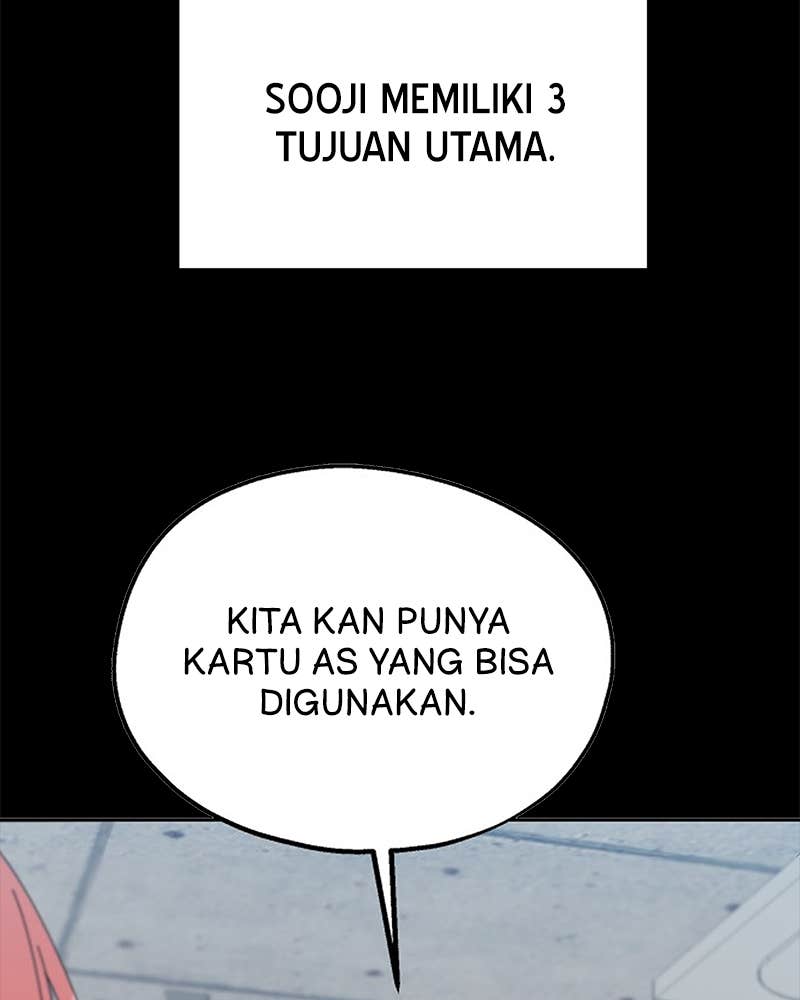 SOOJI MEMILIKI 3
TUJUAN UTAMA.
KITA KAN PUNYA
KARTU AS YANG BISA
DIGUNAKAN.